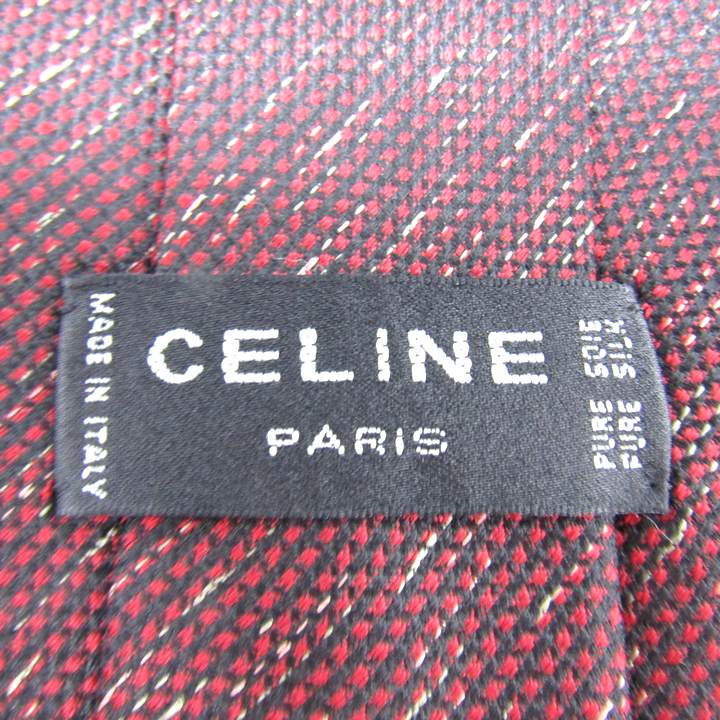 MADE IN ITALY
CELINE
PARIS
PURE SOIE
PURE SILK